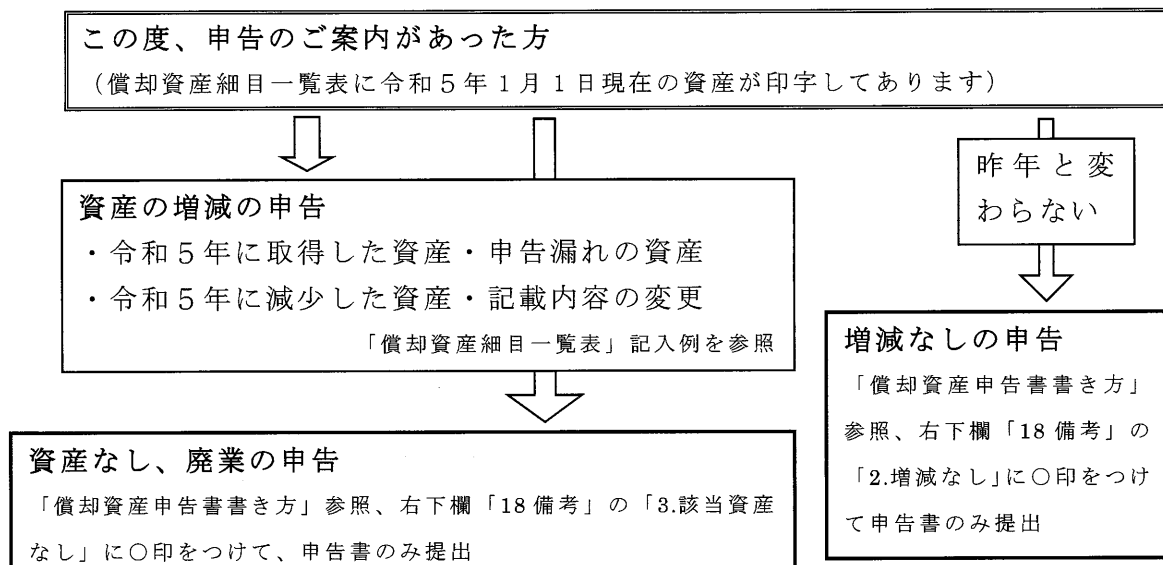 この度、申告のご案内があった方
（償却資産細目一覧表に令和５年１月１日現在の資産が印字してあります）
資産の増減の申告
・令和５年に取得した資産・申告漏れの資産
・令和５年に減少した資産・記載内容の変更
「償却資産細目一覧表」記入例を参照
資産なし、廃業の申告
「償却資産申告書書き方」参照、右下欄「18 備考」の「3.該当資産
なし」に○印をつけて、申告書のみ提出
昨年と変
わらない
増減なしの申告
「償却資産申告書書き方」
参照、右下欄「18 備考」の
「2.増減なし」に○印をつけ
て申告書のみ提出